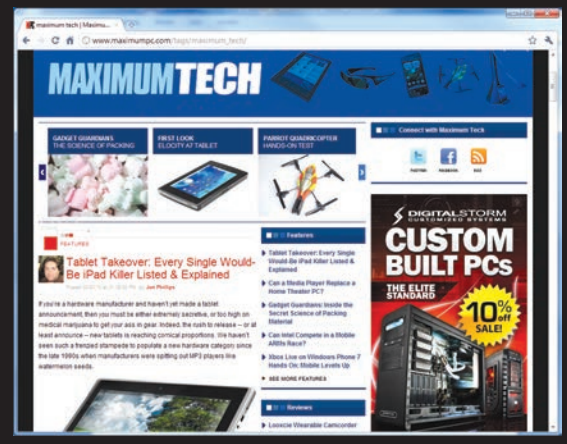 maximum tech | Maximu...
www.maximumpc.com/tags/maximum_tech/
MAXIMUMTECH
GADGET GUARDIANS
THE SCIENCE OF PACKING
FIRST LOOK
ELOCITY A7 TABLET
PARROT QUADRICOPTER
HANDS-ON TEST
Connect with Maximum Tech
TWITTER
FACEBOOK
RSS
FEATURES
Tablet Takeover: Every Single Would-
Be iPad Killer Listed & Explained
By Jon Phillips
If you're a hardware manufacturer and haven't yet made a tablet
announcement, then you must be either extremely secretive, or too high on
medical marijuana to get your ass in gear. Indeed, the rush to release – or at
least announce – new tablets is reaching comical proportions. We haven't
seen such a frenzied stampede to populate a new hardware category since
the late 1990s when manufacturers were spitting out MP3 players like
watermelon seeds.
Features
Tablet Takeover: Every Single
Would-Be iPad Killer Listed &
Explained
Can a Media Player Replace a
Home Theater PC?
Gadget Guardians: Inside the
Secret Science of Packing
Material
Can Intel Compete in a Mobile
ARMs Race?
Xbox Live on Windows Phone 7
Hands On: Mobile Levels Up
SEE MORE FEATURES
Reviews
Looxcie Wearable Camcorder
DIGITALSTORM
CUSTOMIZED SYSTEMS
CUSTOM
BUILT PCs
THE ELITE
STANDARD
10%
off
SALE!